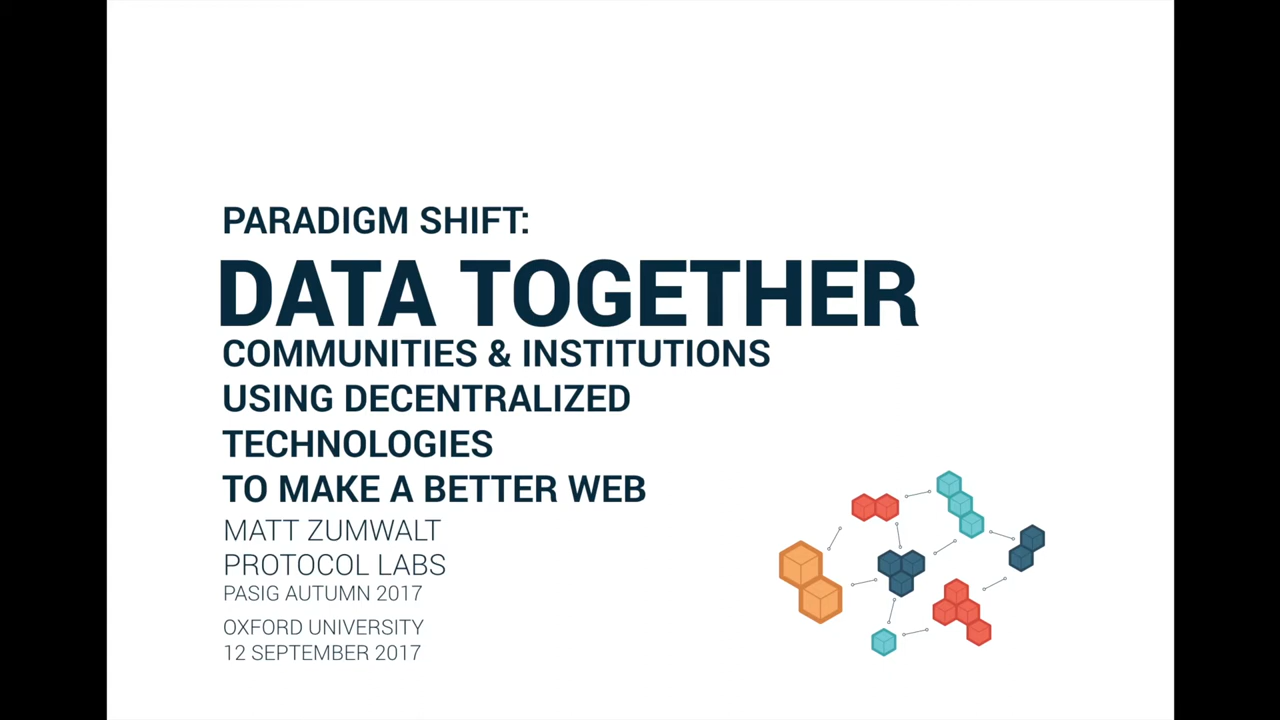 PARADIGM SHIFT:
DATA TOGETHER
COMMUNITIES & INSTITUTIONS
USING DECENTRALIZED
TECHNOLOGIES
TO MAKE A BETTER WEB
MATT ZUMWALT
PROTOCOL LABS
PASIG AUTUMN 2017
OXFORD UNIVERSITY
12 SEPTEMBER 2017